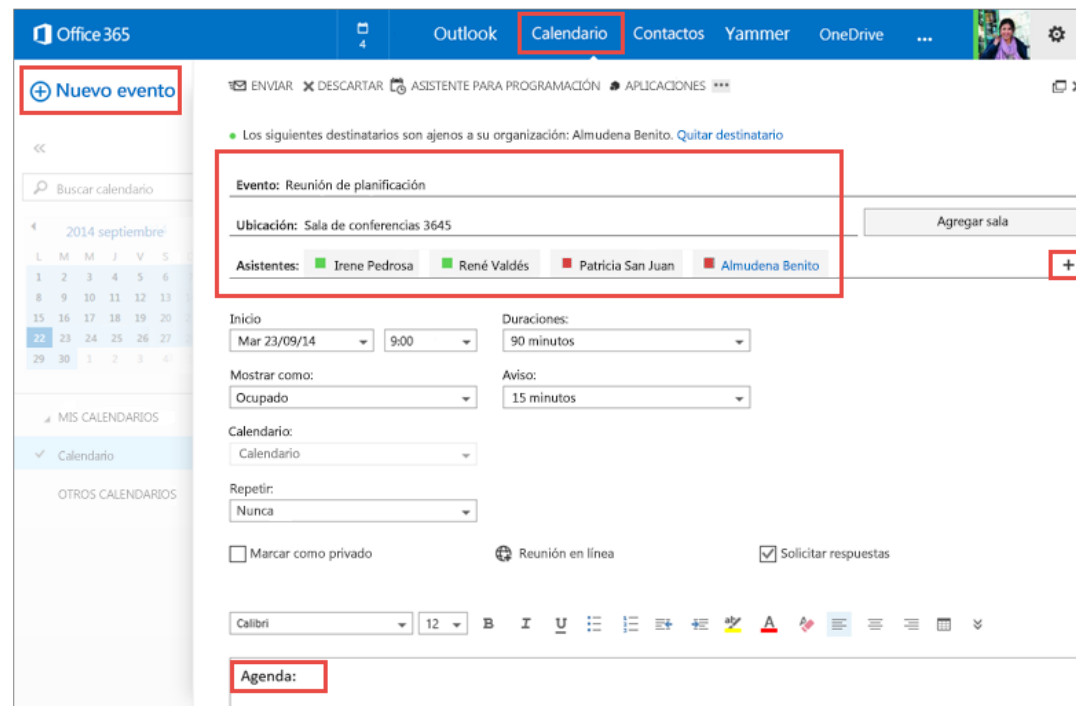 Office 365 4 Outlook Calendario Contactos Yammer OneDrive ...
Nuevo evento
ENVIAR DESCARTAR ASISTENTE PARA PROGRAMACIÓN APLICACIONES •••
Los siguientes destinatarios son ajenos a su organización: Almudena Benito. Quitar destinatario
Buscar calendario
Evento: Reunión de planificación
Ubicación: Sala de conferencias 3645
Agregar sala
2014 septiembre
L M M J V S
1 2 3 4 5 6
8 9 10 11 12 13
15 16 17 18 19 20
22 23 24 25 26 27
29 30 1 2 3
Asistentes: Irene Pedrosa René Valdés Patricia San Juan Almudena Benito +
Inicio Duraciones:
Mar 23/09/14 9:00 90 minutos
Mostrar como: Aviso:
Ocupado 15 minutos
MIS CALENDARIOS
Calendario
OTROS CALENDARIOS
Calendario:
Calendario
Repetir:
Nunca
Marcar como privado Reunión en línea Solicitar respuestas
Calibri 12 B I U ab A
Agenda: